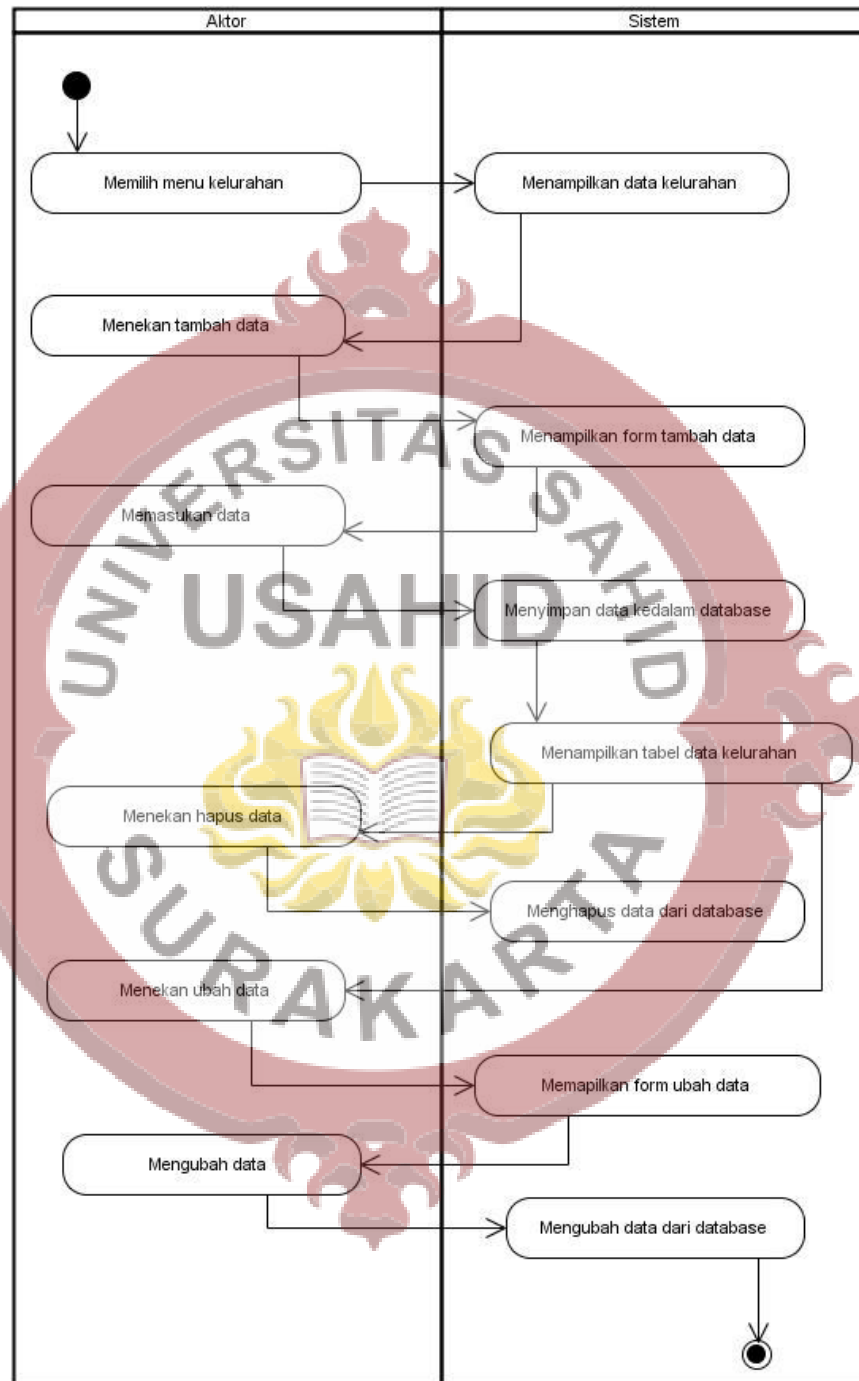 Aktor
Sistem
Memilih menu kelurahan
Menampilkan data kelurahan
Menekan tambah data
Menampilkan form tambah data
Memasukan data
Menyimpan data kedalam database
Menampilkan tabel data kelurahan
Menekan hapus data
Menghapus data dari database
Menekan ubah data
Memapilkan form ubah data
Mengubah data
Mengubah data dari database
UNIVERSITAS SAHID
USAHID
SURAKARTA